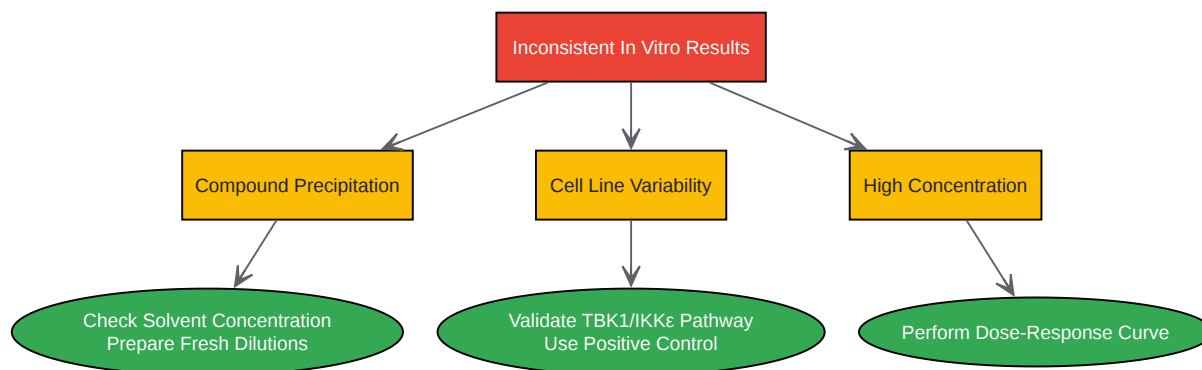 Inconsistent In Vitro Results
Compound Precipitation
Cell Line Variability
High Concentration
Check Solvent Concentration
Prepare Fresh Dilutions
Validate TBK1/IKKε Pathway
Use Positive Control
Perform Dose-Response Curve